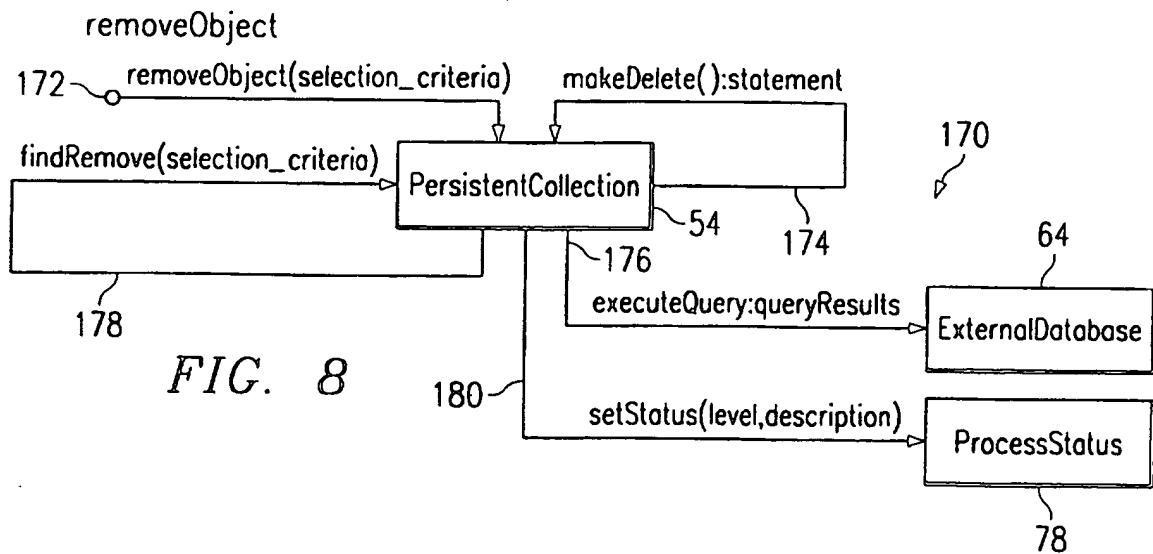 removeObject
172
removeObject(selection_criteria)
makeDelete():statement
170
findRemove(selection_criteria)
PersistentCollection
54
174
176
64
178
executeQuery:queryResults
ExternalDatabase
FIG. 8
180
setStatus(level,description)
ProcessStatus
78